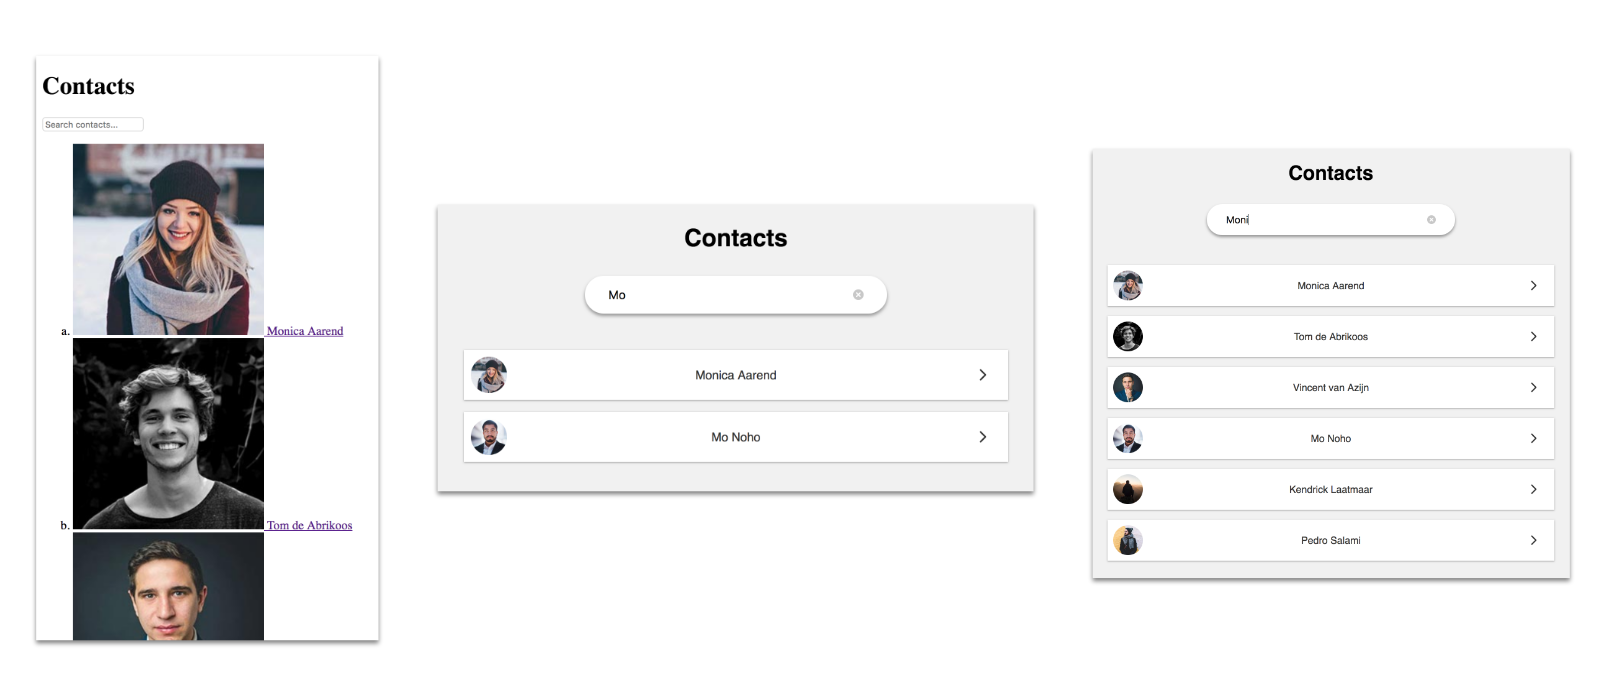 Contacts
Search contacts...
a. Monica Aarend
b. Tom de Abrikoos
Contacts
Mo
Monica Aarend
Mo Noho
Contacts
Moni
Monica Aarend
Tom de Abrikoos
Vincent van Azijn
Mo Noho
Kendrick Laatmaar
Pedro Salami